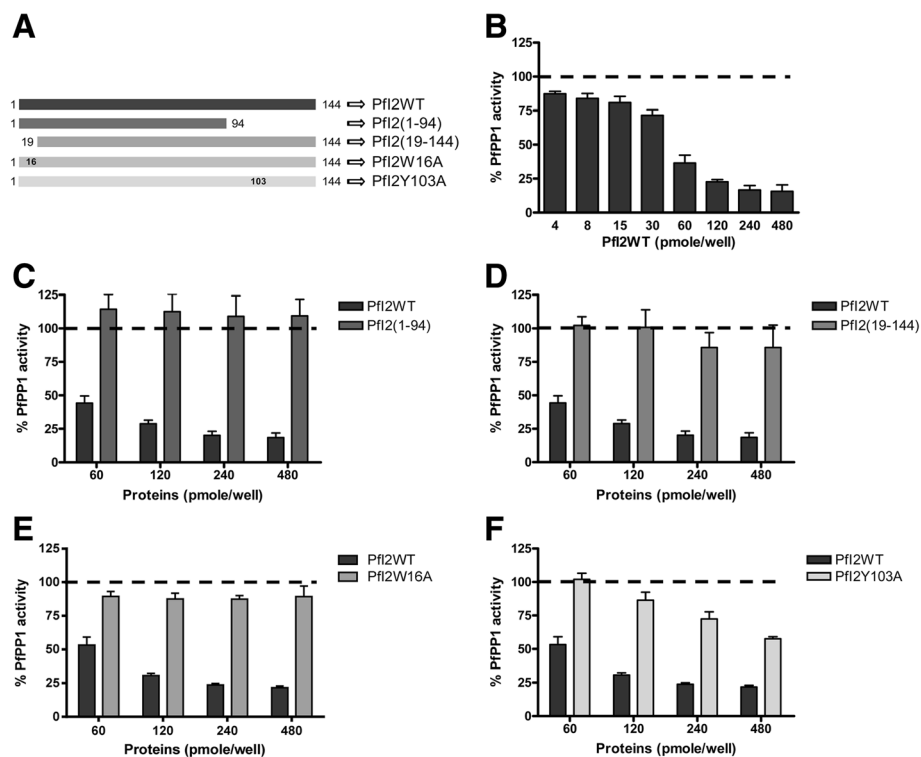 A
1 144 ⇨ PfI2WT
1 94 ⇨ PfI2(1-94)
19 144 ⇨ PfI2(19-144)
1 16 144 ⇨ PfI2W16A
1 103 144 ⇨ PfI2Y103A
B
125
100
75
50
25
0
% PfPP1 activity
4 8 15 30 60 120 240 480
PfI2WT (pmole/well)
C
125
100
75
50
25
0
% PfPP1 activity
60 120 240 480
Proteins (pmole/well)
PfI2WT
PfI2(1-94)
D
125
100
75
50
25
0
% PfPP1 activity
60 120 240 480
Proteins (pmole/well)
PfI2WT
PfI2(19-144)
E
125
100
75
50
25
0
% PfPP1 activity
60 120 240 480
Proteins (pmole/well)
PfI2WT
PfI2W16A
F
125
100
75
50
25
0
% PfPP1 activity
60 120 240 480
Proteins (pmole/well)
PfI2WT
PfI2Y103A